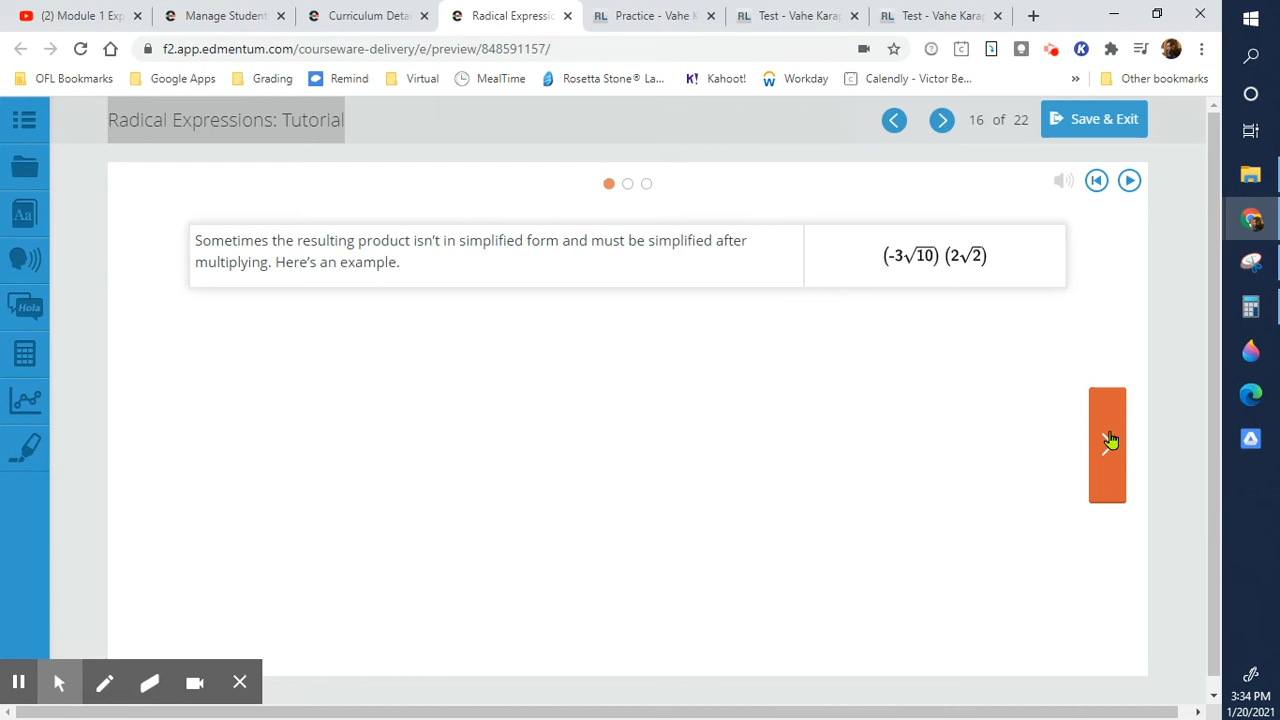 (2) Module 1 Exp
Manage Student
Curriculum Deta
Radical Expressio
Practice - Vahe K
Test - Vahe Karap
Test - Vahe Karap
f2.app.edmentum.com/courseware-delivery/e/preview/848591157/
OFL Bookmarks
Google Apps
Grading
Remind
Virtual
MealTime
Rosetta Stone® La...
K! Kahoot!
Workday
Calendly - Victor Be...
»
Other bookmarks
Radical Expressions: Tutorial
16 of 22
Save & Exit
Sometimes the resulting product isn't in simplified form and must be simplified after
multiplying. Here's an example.
(-3√10) (2√2)
Aa
Hola
3:34 PM
1/20/2021